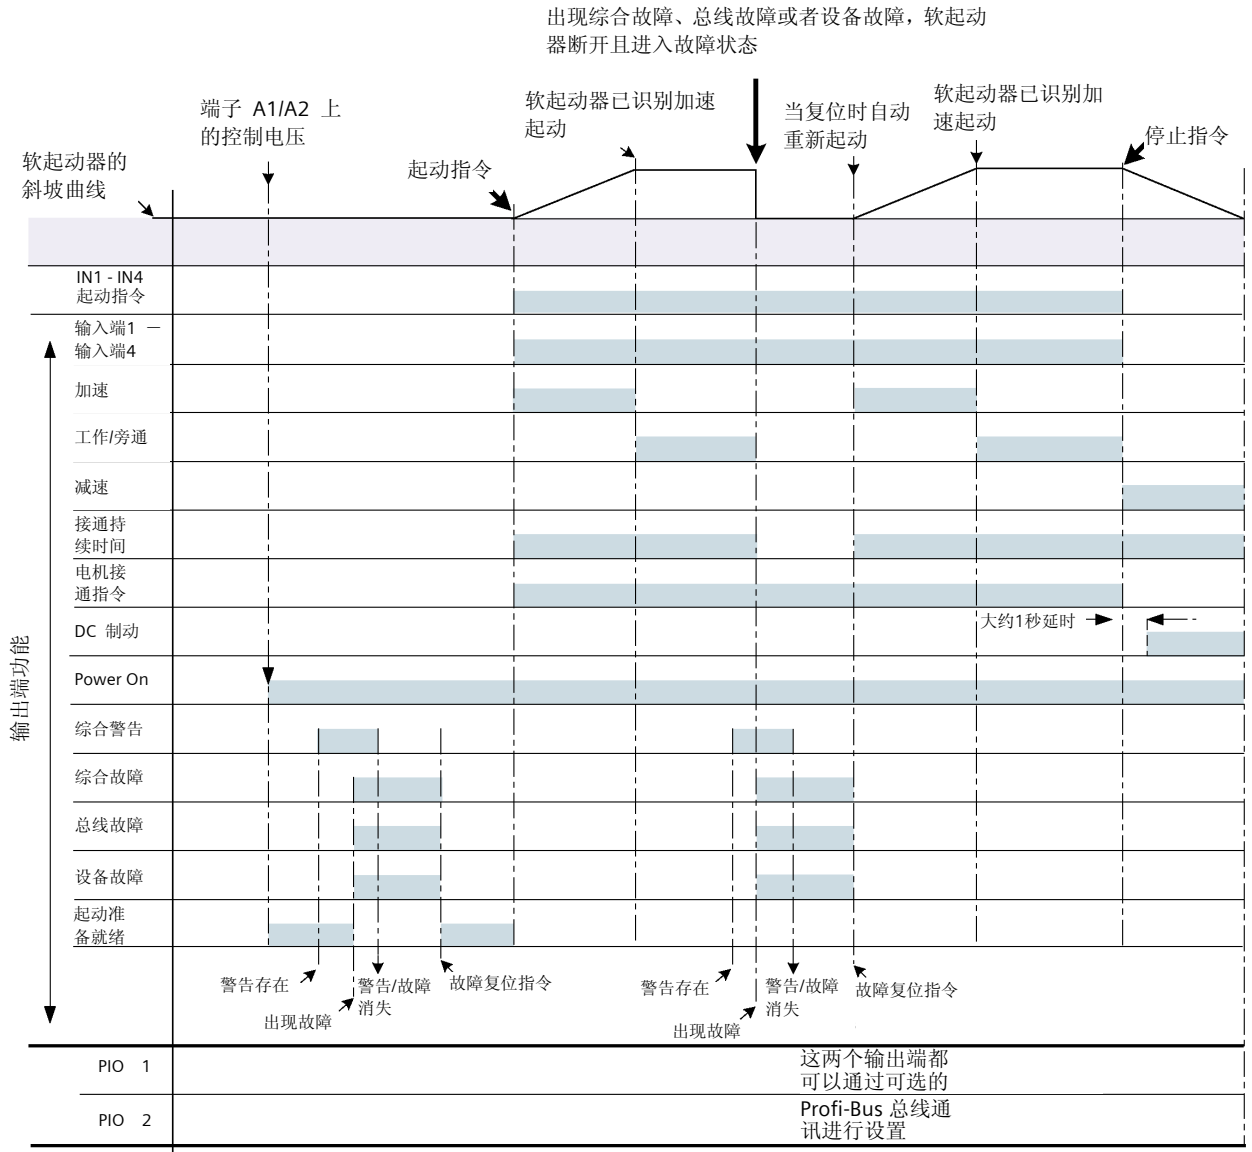 出现综合故障、总线故障或者设备故障，软起动
器断开且进入故障状态
端子 A1/A2 上
的控制电压
软起动器已识别加速
起动
当复位时自动
重新起动
软起动器已识别加
速起动
停止指令
软起动器的
斜坡曲线
起动指令
IN1 - IN4
起动指令
输入端1 —
输入端4
加速
工作/旁通
减速
接通持
续时间
电机接
通指令
DC 制动
大约1秒延时
Power On
综合警告
综合故障
总线故障
设备故障
起动准
备就绪
输出端功能
警告存在
出现故障
警告/故障
消失
故障复位指令
警告存在
出现故障
警告/故障
消失
故障复位指令
PIO 1
这两个输出端都
可以通过可选的
PIO 2
Profi-Bus 总线通
讯进行设置